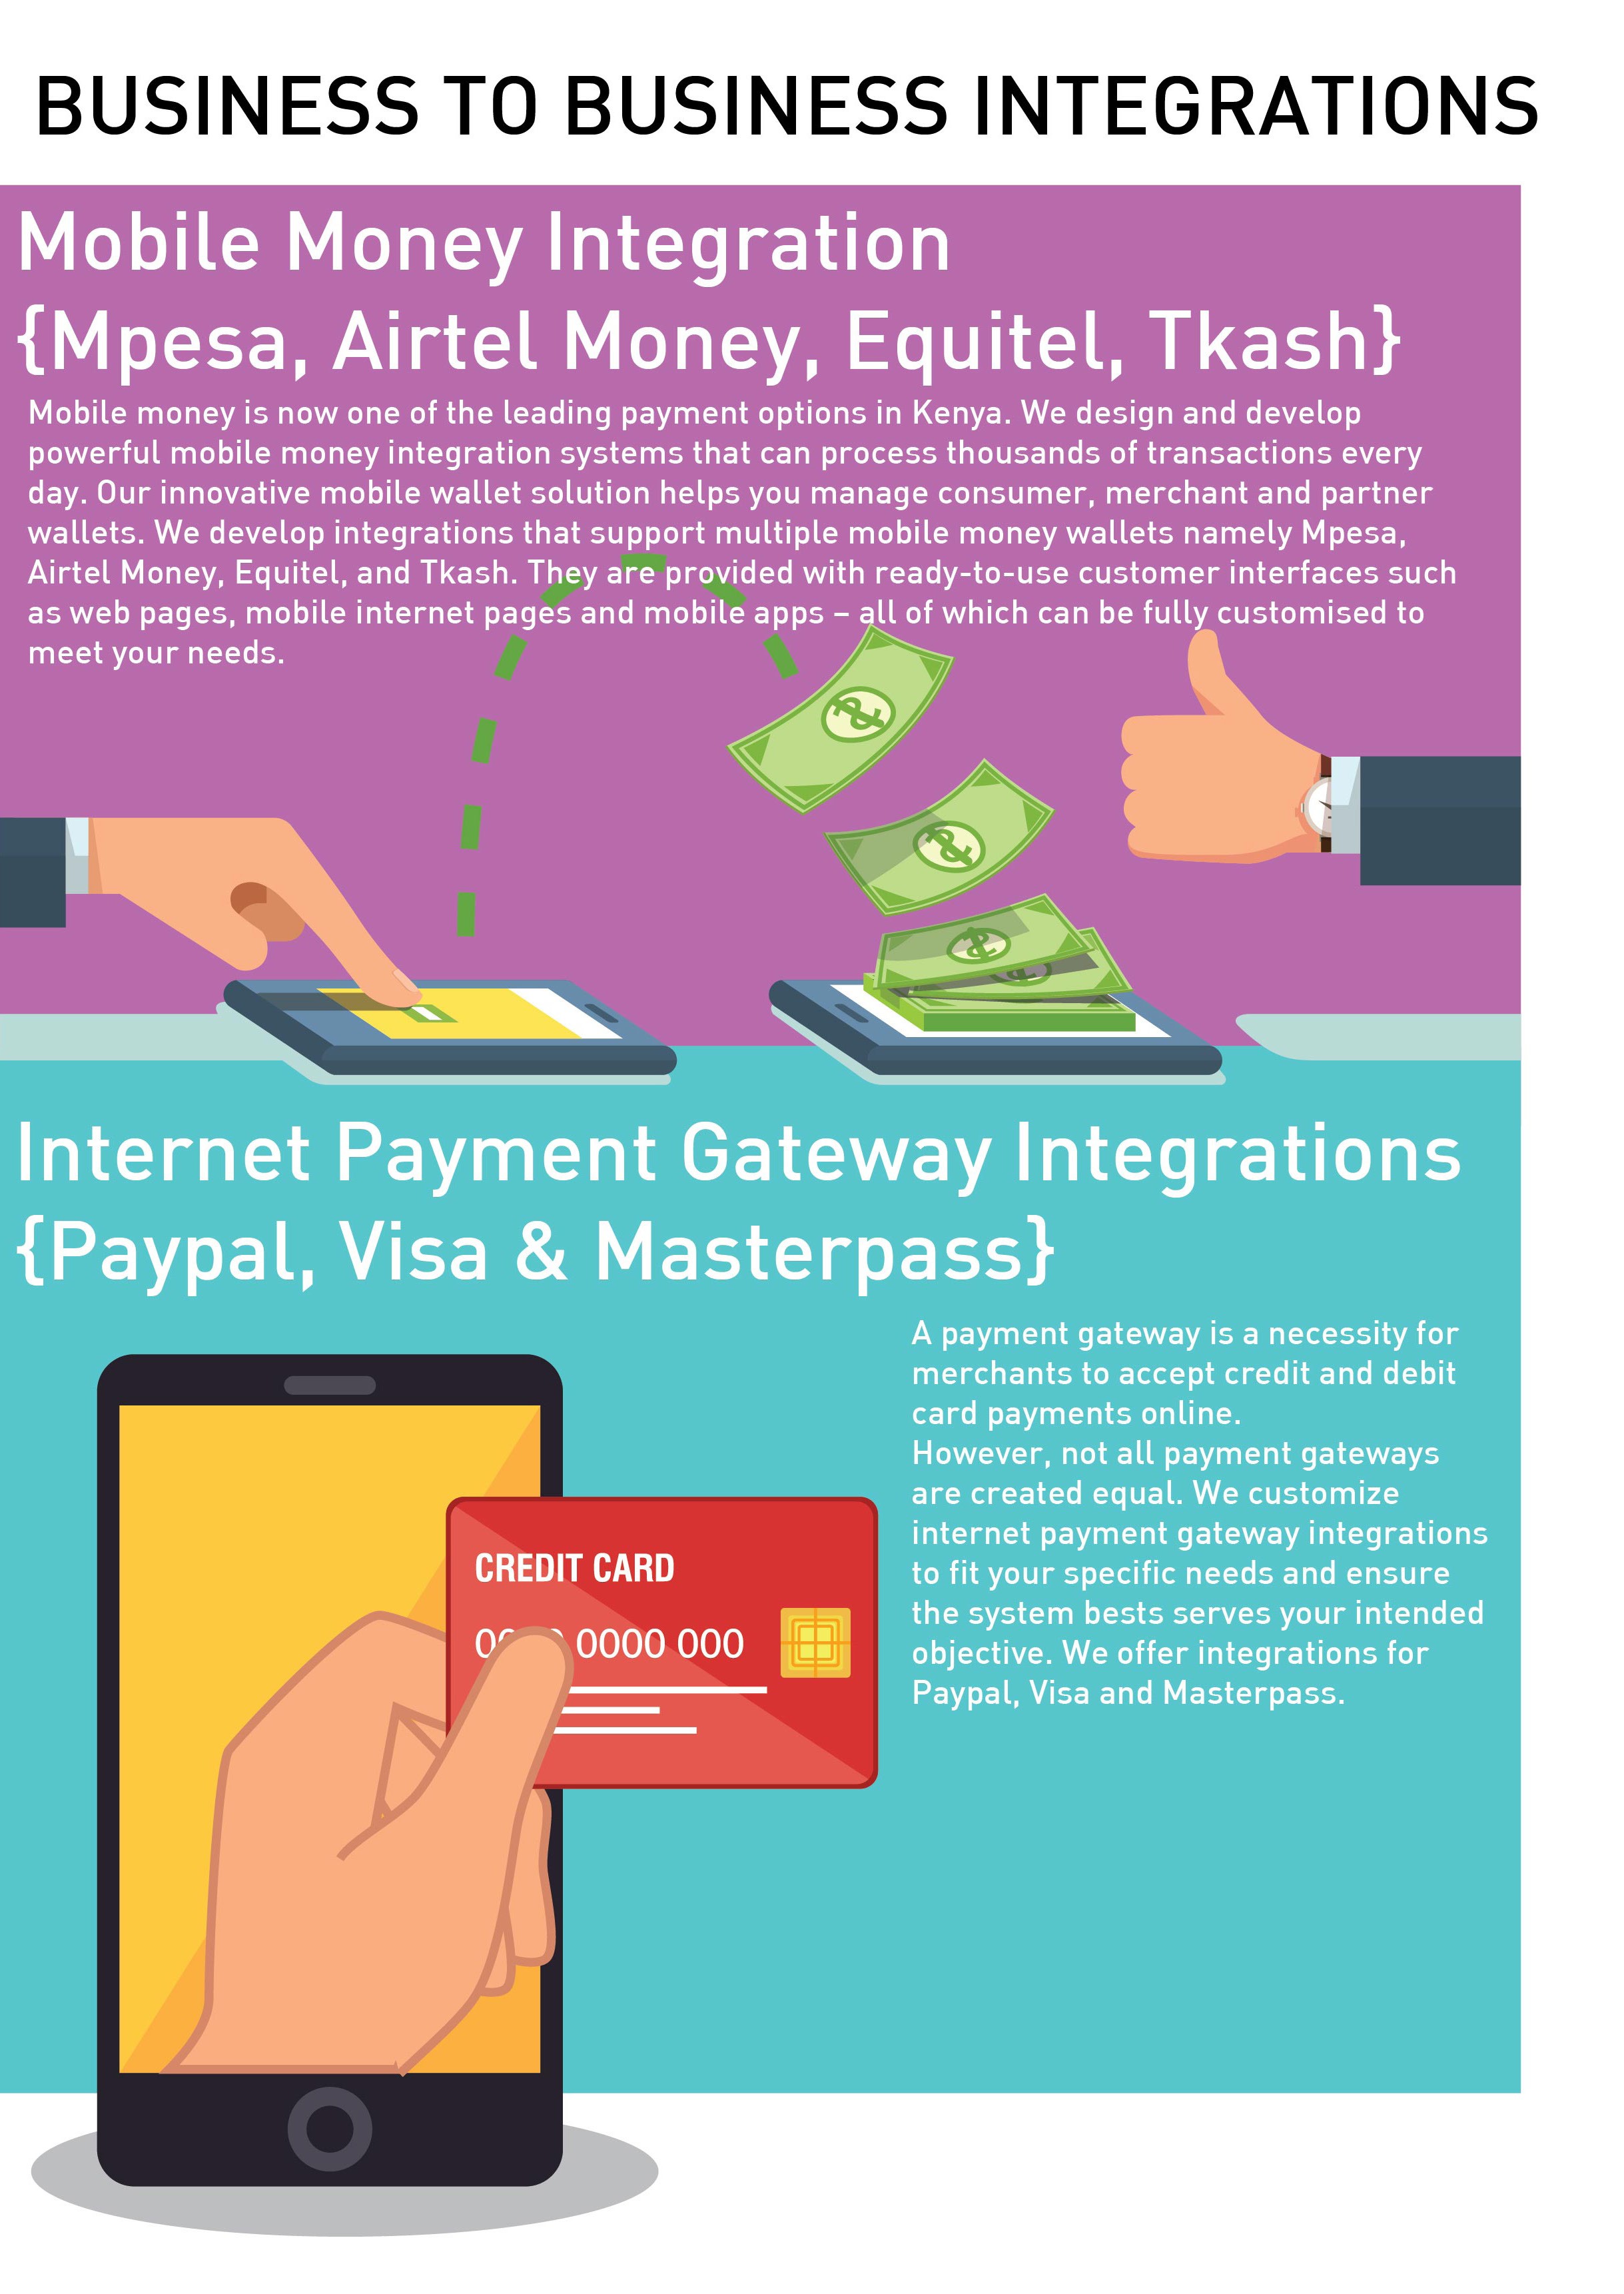 BUSINESS TO BUSINESS INTEGRATIONS
Mobile Money Integration
{Mpesa, Airtel Money, Equitel, Tkash}
Mobile money is now one of the leading payment options in Kenya. We design and develop
powerful mobile money integration systems that can process thousands of transactions every
day. Our innovative mobile wallet solution helps you manage consumer, merchant and partner
wallets. We develop integrations that support multiple mobile money wallets namely Mpesa,
Airtel Money, Equitel, and Tkash. They are provided with ready-to-use customer interfaces such
as web pages, mobile internet pages and mobile apps – all of which can be fully customised to
meet your needs.
Internet Payment Gateway Integrations
{Paypal, Visa & Masterpass}
A payment gateway is a necessity for
merchants to accept credit and debit
card payments online.
However, not all payment gateways
are created equal. We customize
internet payment gateway integrations
to fit your specific needs and ensure
the system bests serves your intended
objective. We offer integrations for
Paypal, Visa and Masterpass.
CREDIT CARD
0000 000